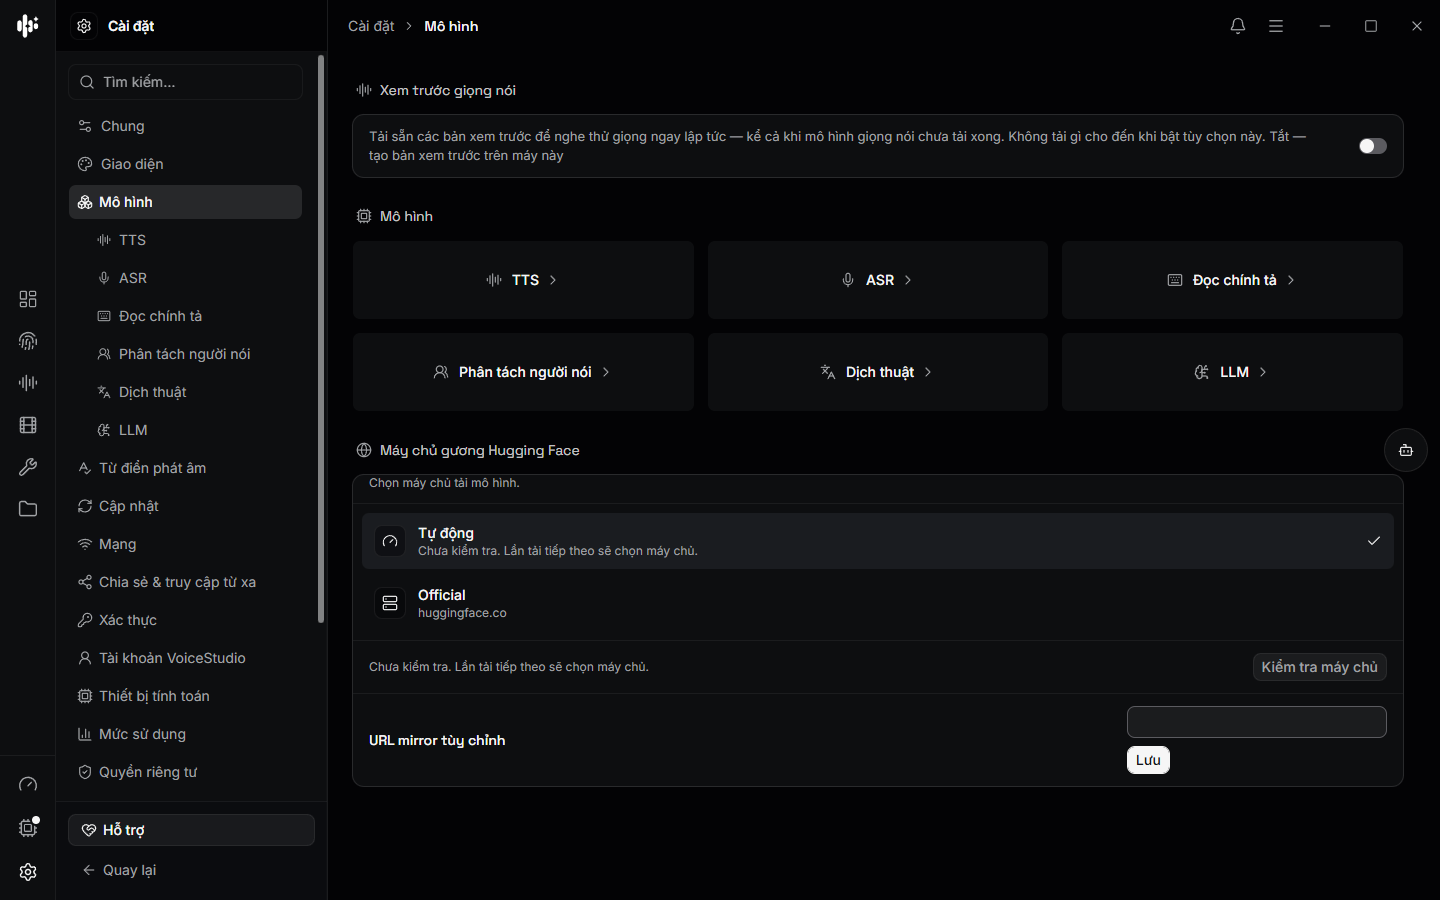 Cài đặt
Tìm kiếm...
Chung
Giao diện
Mô hình
TTS
ASR
Đọc chính tả
Phân tách người nói
Dịch thuật
LLM
Từ điển phát âm
Cập nhật
Mạng
Chia sẻ & truy cập từ xa
Xác thực
Tài khoản VoiceStudio
Thiết bị tính toán
Mức sử dụng
Quyền riêng tư
Hỗ trợ
Quay lại
Cài đặt > Mô hình
Xem trước giọng nói
Tải sẵn các bản xem trước để nghe thử giọng ngay lập tức — kể cả khi mô hình giọng nói chưa tải xong. Không tải gì cho đến khi bật tùy chọn này. Tắt —
tạo bản xem trước trên máy này
Mô hình
TTS
ASR
Đọc chính tả
Phân tách người nói
Dịch thuật
LLM
Máy chủ gương Hugging Face
Chọn máy chủ tải mô hình.
Tự động
Chưa kiểm tra. Lần tải tiếp theo sẽ chọn máy chủ.
Official
huggingface.co
Chưa kiểm tra. Lần tải tiếp theo sẽ chọn máy chủ.
Kiểm tra máy chủ
URL mirror tùy chỉnh
Lưu